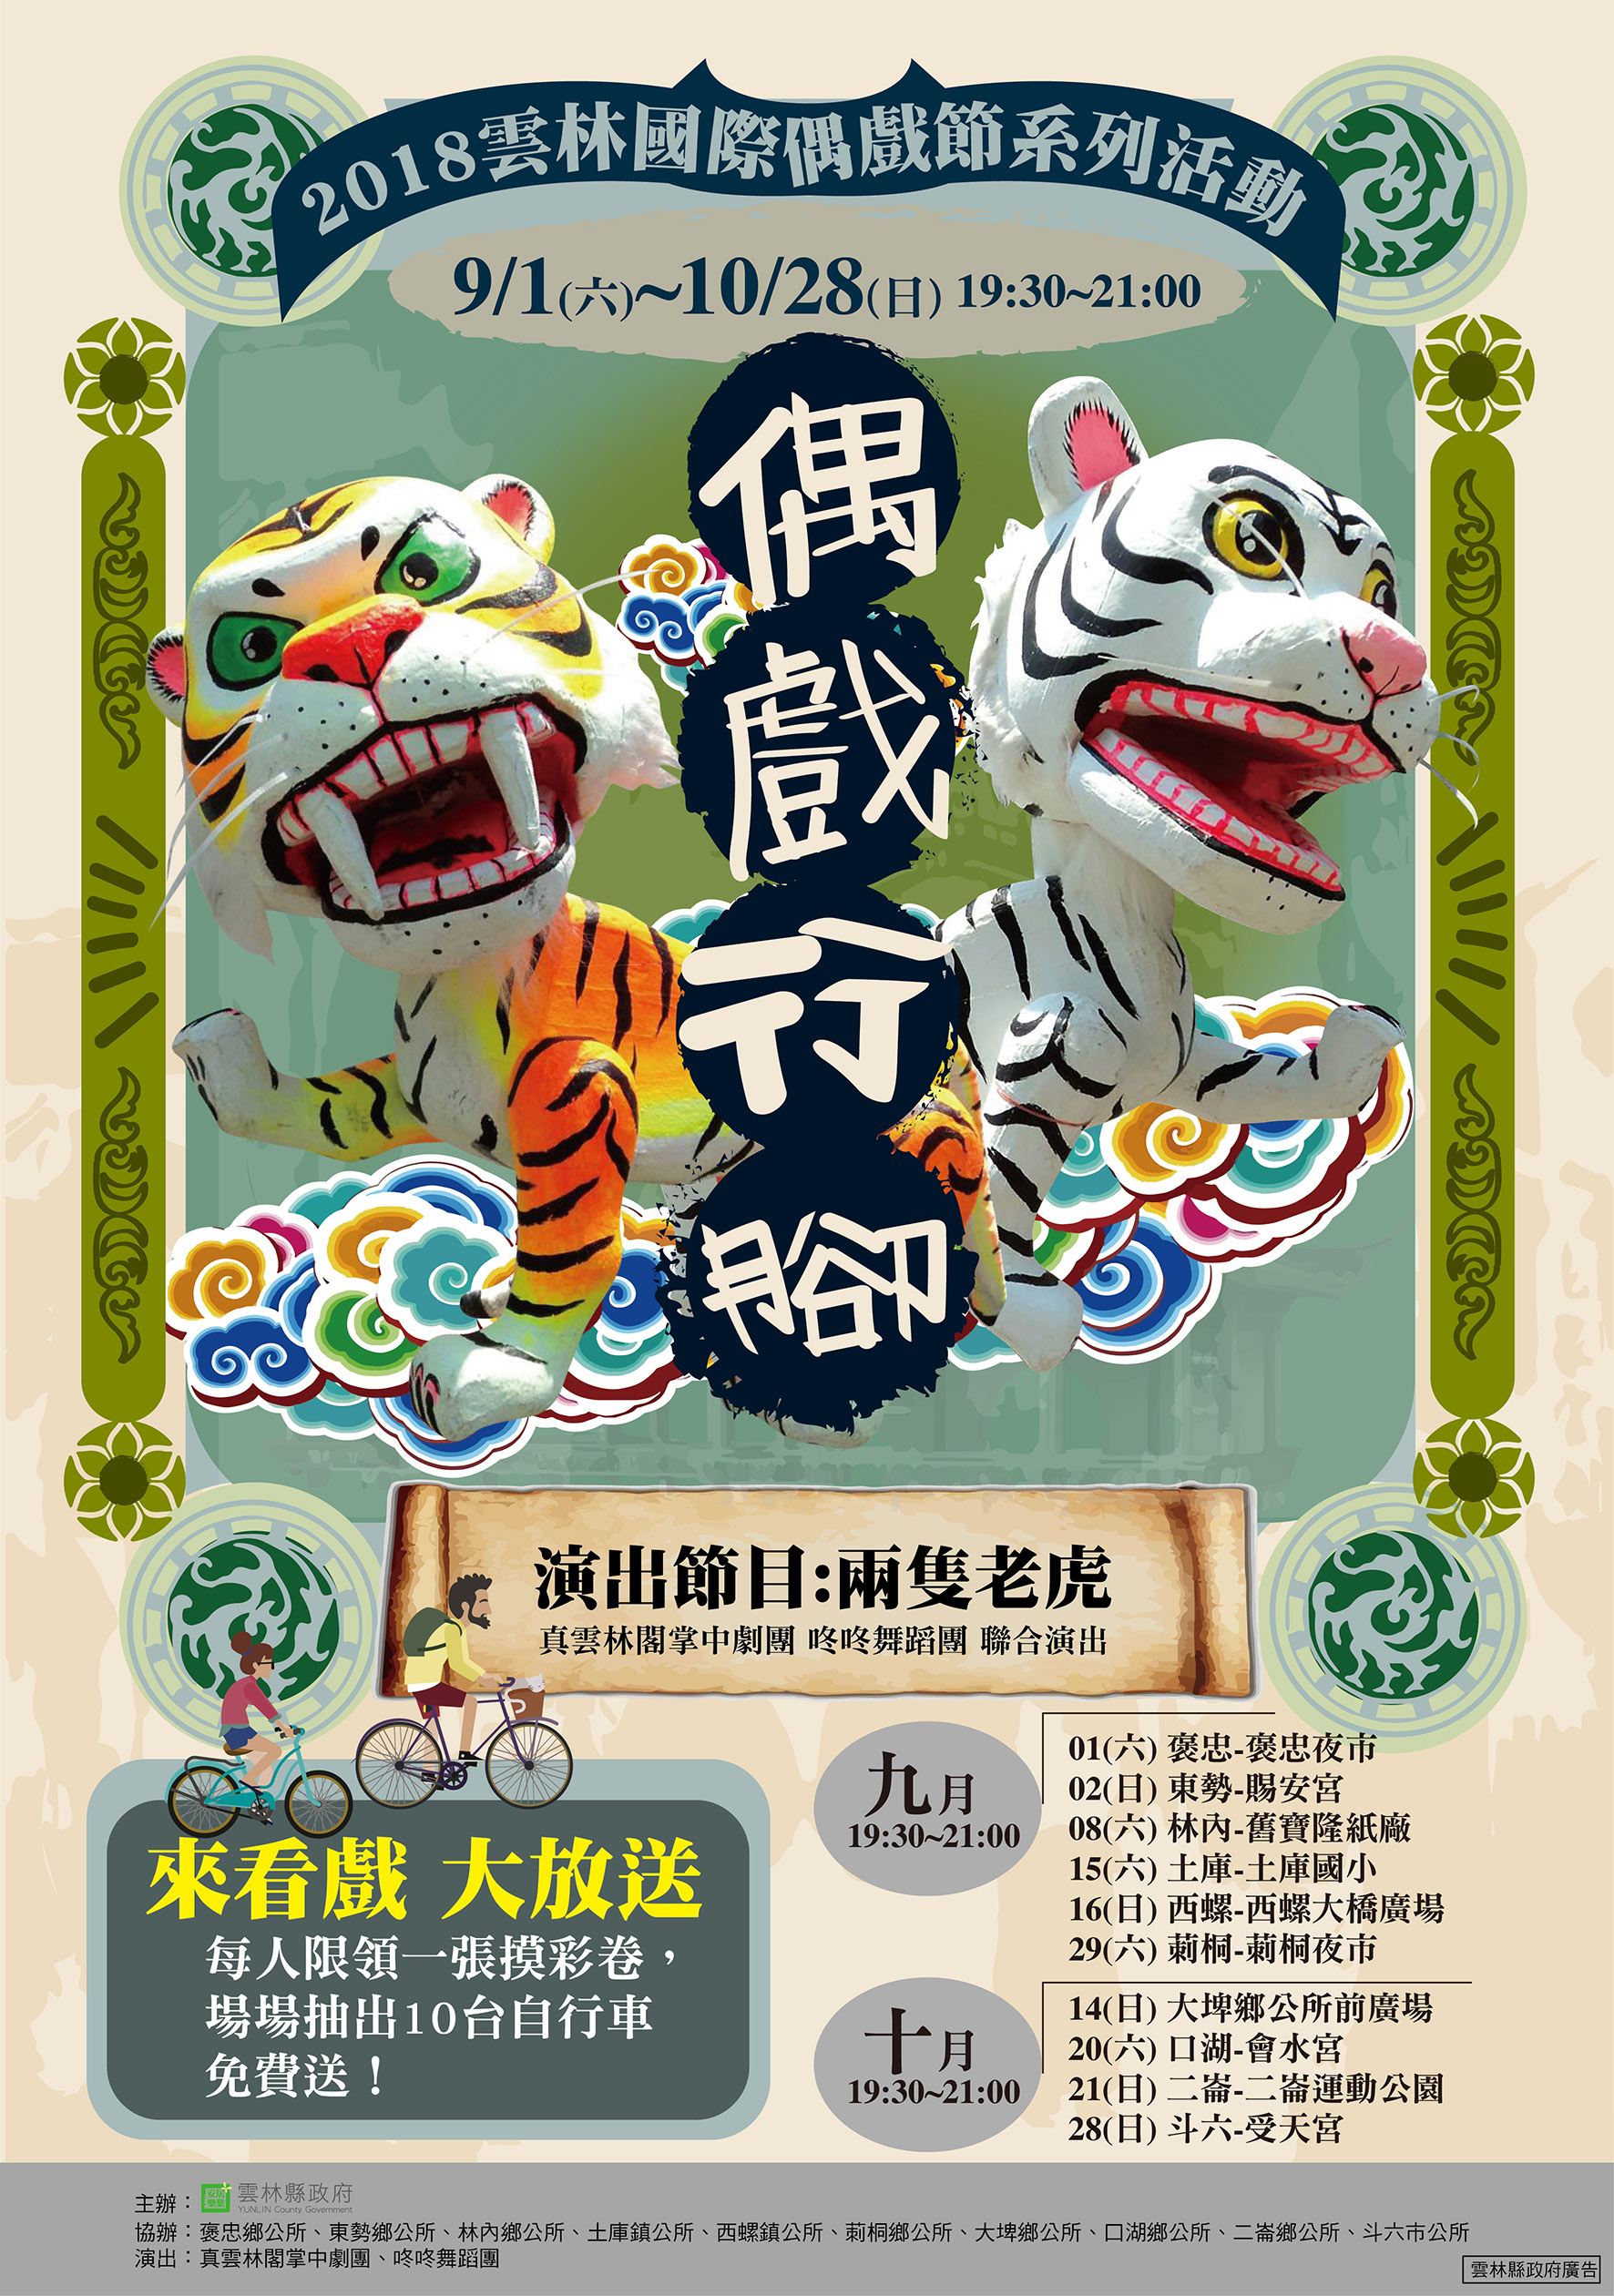 2018雲林國際偶戲節系列活動
9/1(六)~10/28(日) 19:30~21:00
偶
戲
行
腳
演出節目:兩隻老虎
真雲林閣掌中劇團 咚咚舞蹈團 聯合演出
來看戲 大放送
每人限領一張摸彩卷，
場場抽出10台自行車
免費送！
九月
19:30~21:00
01(六) 褒忠-褒忠夜市
02(日) 東勢-賜安宮
08(六) 林內-舊寶隆紙廠
15(六) 土庫-土庫國小
16(日) 西螺-西螺大橋廣場
29(六) 莿桐-莿桐夜市
十月
19:30~21:00
14(日) 大埤鄉公所前廣場
20(六) 口湖-會水宮
21(日) 二崙-二崙運動公園
28(日) 斗六-受天宮
主辦：雲林縣政府
YUNLIN County Government
協辦：褒忠鄉公所、東勢鄉公所、林內鄉公所、土庫鎮公所、西螺鎮公所、莿桐鄉公所、大埤鄉公所、口湖鄉公所、二崙鄉公所、斗六市公所
演出：真雲林閣掌中劇團、咚咚舞蹈團
雲林縣政府廣告